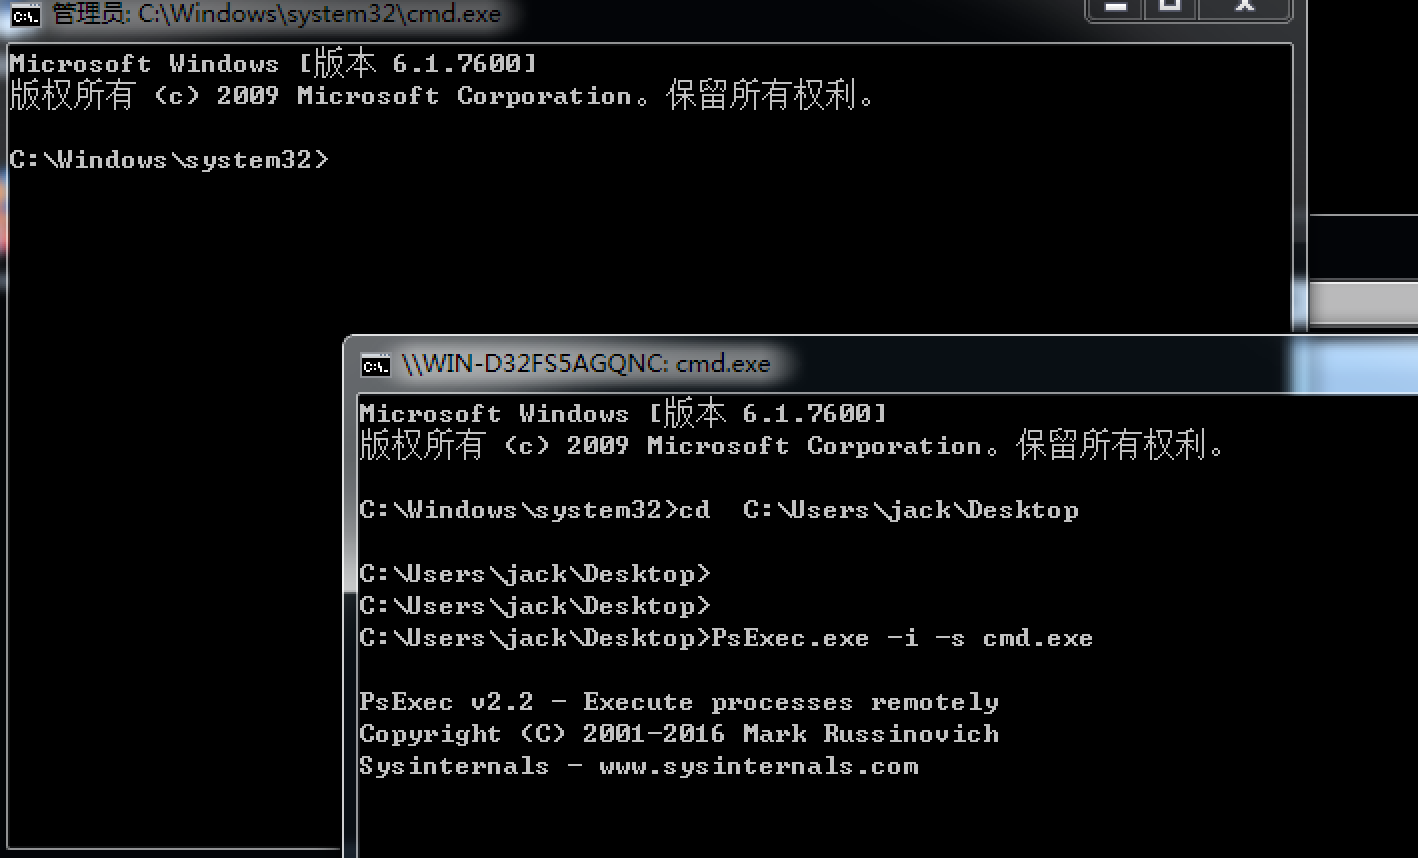 管理员: C:\Windows\system32\cmd.exe
Microsoft Windows [版本 6.1.7600]
版权所有 (c) 2009 Microsoft Corporation。保留所有权利。
C:\Windows\system32>
\\WIN-D32FS5AGQNC: cmd.exe
Microsoft Windows [版本 6.1.7600]
版权所有 (c) 2009 Microsoft Corporation。保留所有权利。
C:\Windows\system32>cd  C:\Users\jack\Desktop
C:\Users\jack\Desktop>
C:\Users\jack\Desktop>
C:\Users\jack\Desktop>PsExec.exe -i -s cmd.exe
PsExec v2.2 - Execute processes remotely
Copyright (C) 2001-2016 Mark Russinovich
Sysinternals - www.sysinternals.com